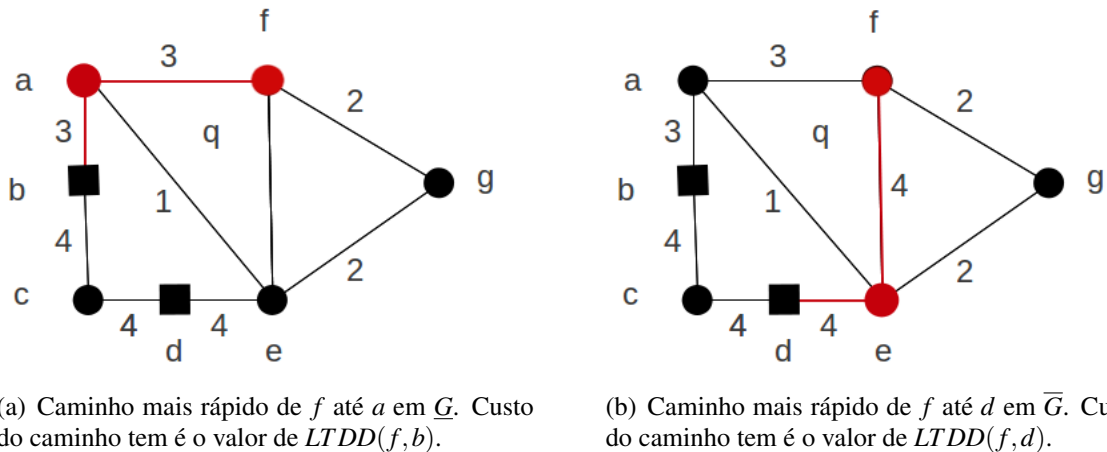 f
3
a
2
3
q
b
1
g
4
2
c
4
4
d
e
f
3
a
2
3
q
b
1
4
g
4
2
c
4
4
d
e
(a) Caminho mais rápido de f até a em G. Custo
do caminho tem é o valor de LTDD(f,b).
(b) Caminho mais rápido de f até d em G.
do caminho tem é o valor de LTDD(f,d).